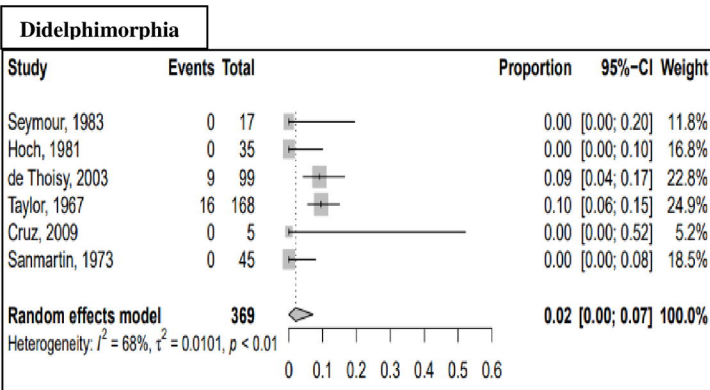 Didelphimorphia
Study Events Total Proportion 95%−CI Weight
Seymour, 1983 0 17 0.00 [0.00; 0.20] 11.8%
Hoch, 1981 0 35 0.00 [0.00; 0.10] 16.8%
de Thoisy, 2003 9 99 0.09 [0.04; 0.17] 22.8%
Taylor, 1967 16 168 0.10 [0.06; 0.15] 24.9%
Cruz, 2009 0 5 0.00 [0.00; 0.52] 5.2%
Sanmartin, 1973 0 45 0.00 [0.00; 0.08] 18.5%
Random effects model 369 0.02 [0.00; 0.07] 100.0%
Heterogeneity: I² = 68%, τ² = 0.0101, p < 0.01
0 0.1 0.2 0.3 0.4 0.5 0.6